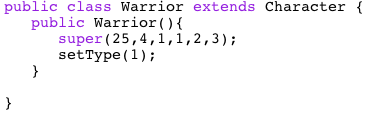 public class Warrior extends Character {
   public Warrior(){
      super(25,4,1,1,2,3);
      setType(1);
   }

}